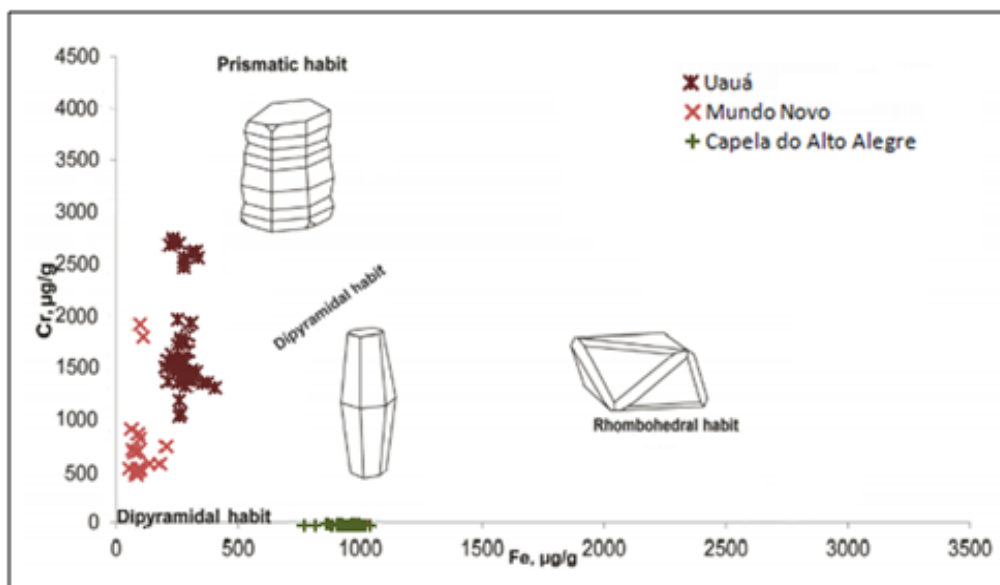 4500
4000
3500
3000
2500
2000
1500
1000
500
0
Cr, µg/g
Prismatic habit
Uauá
Mundo Novo
Capela do Alto Alegre
Dipyramidal habit
Rhombohedral habit
Dipyramidal habit
0 500 1000 1500 2000 2500 3000 3500
Fe, µg/g